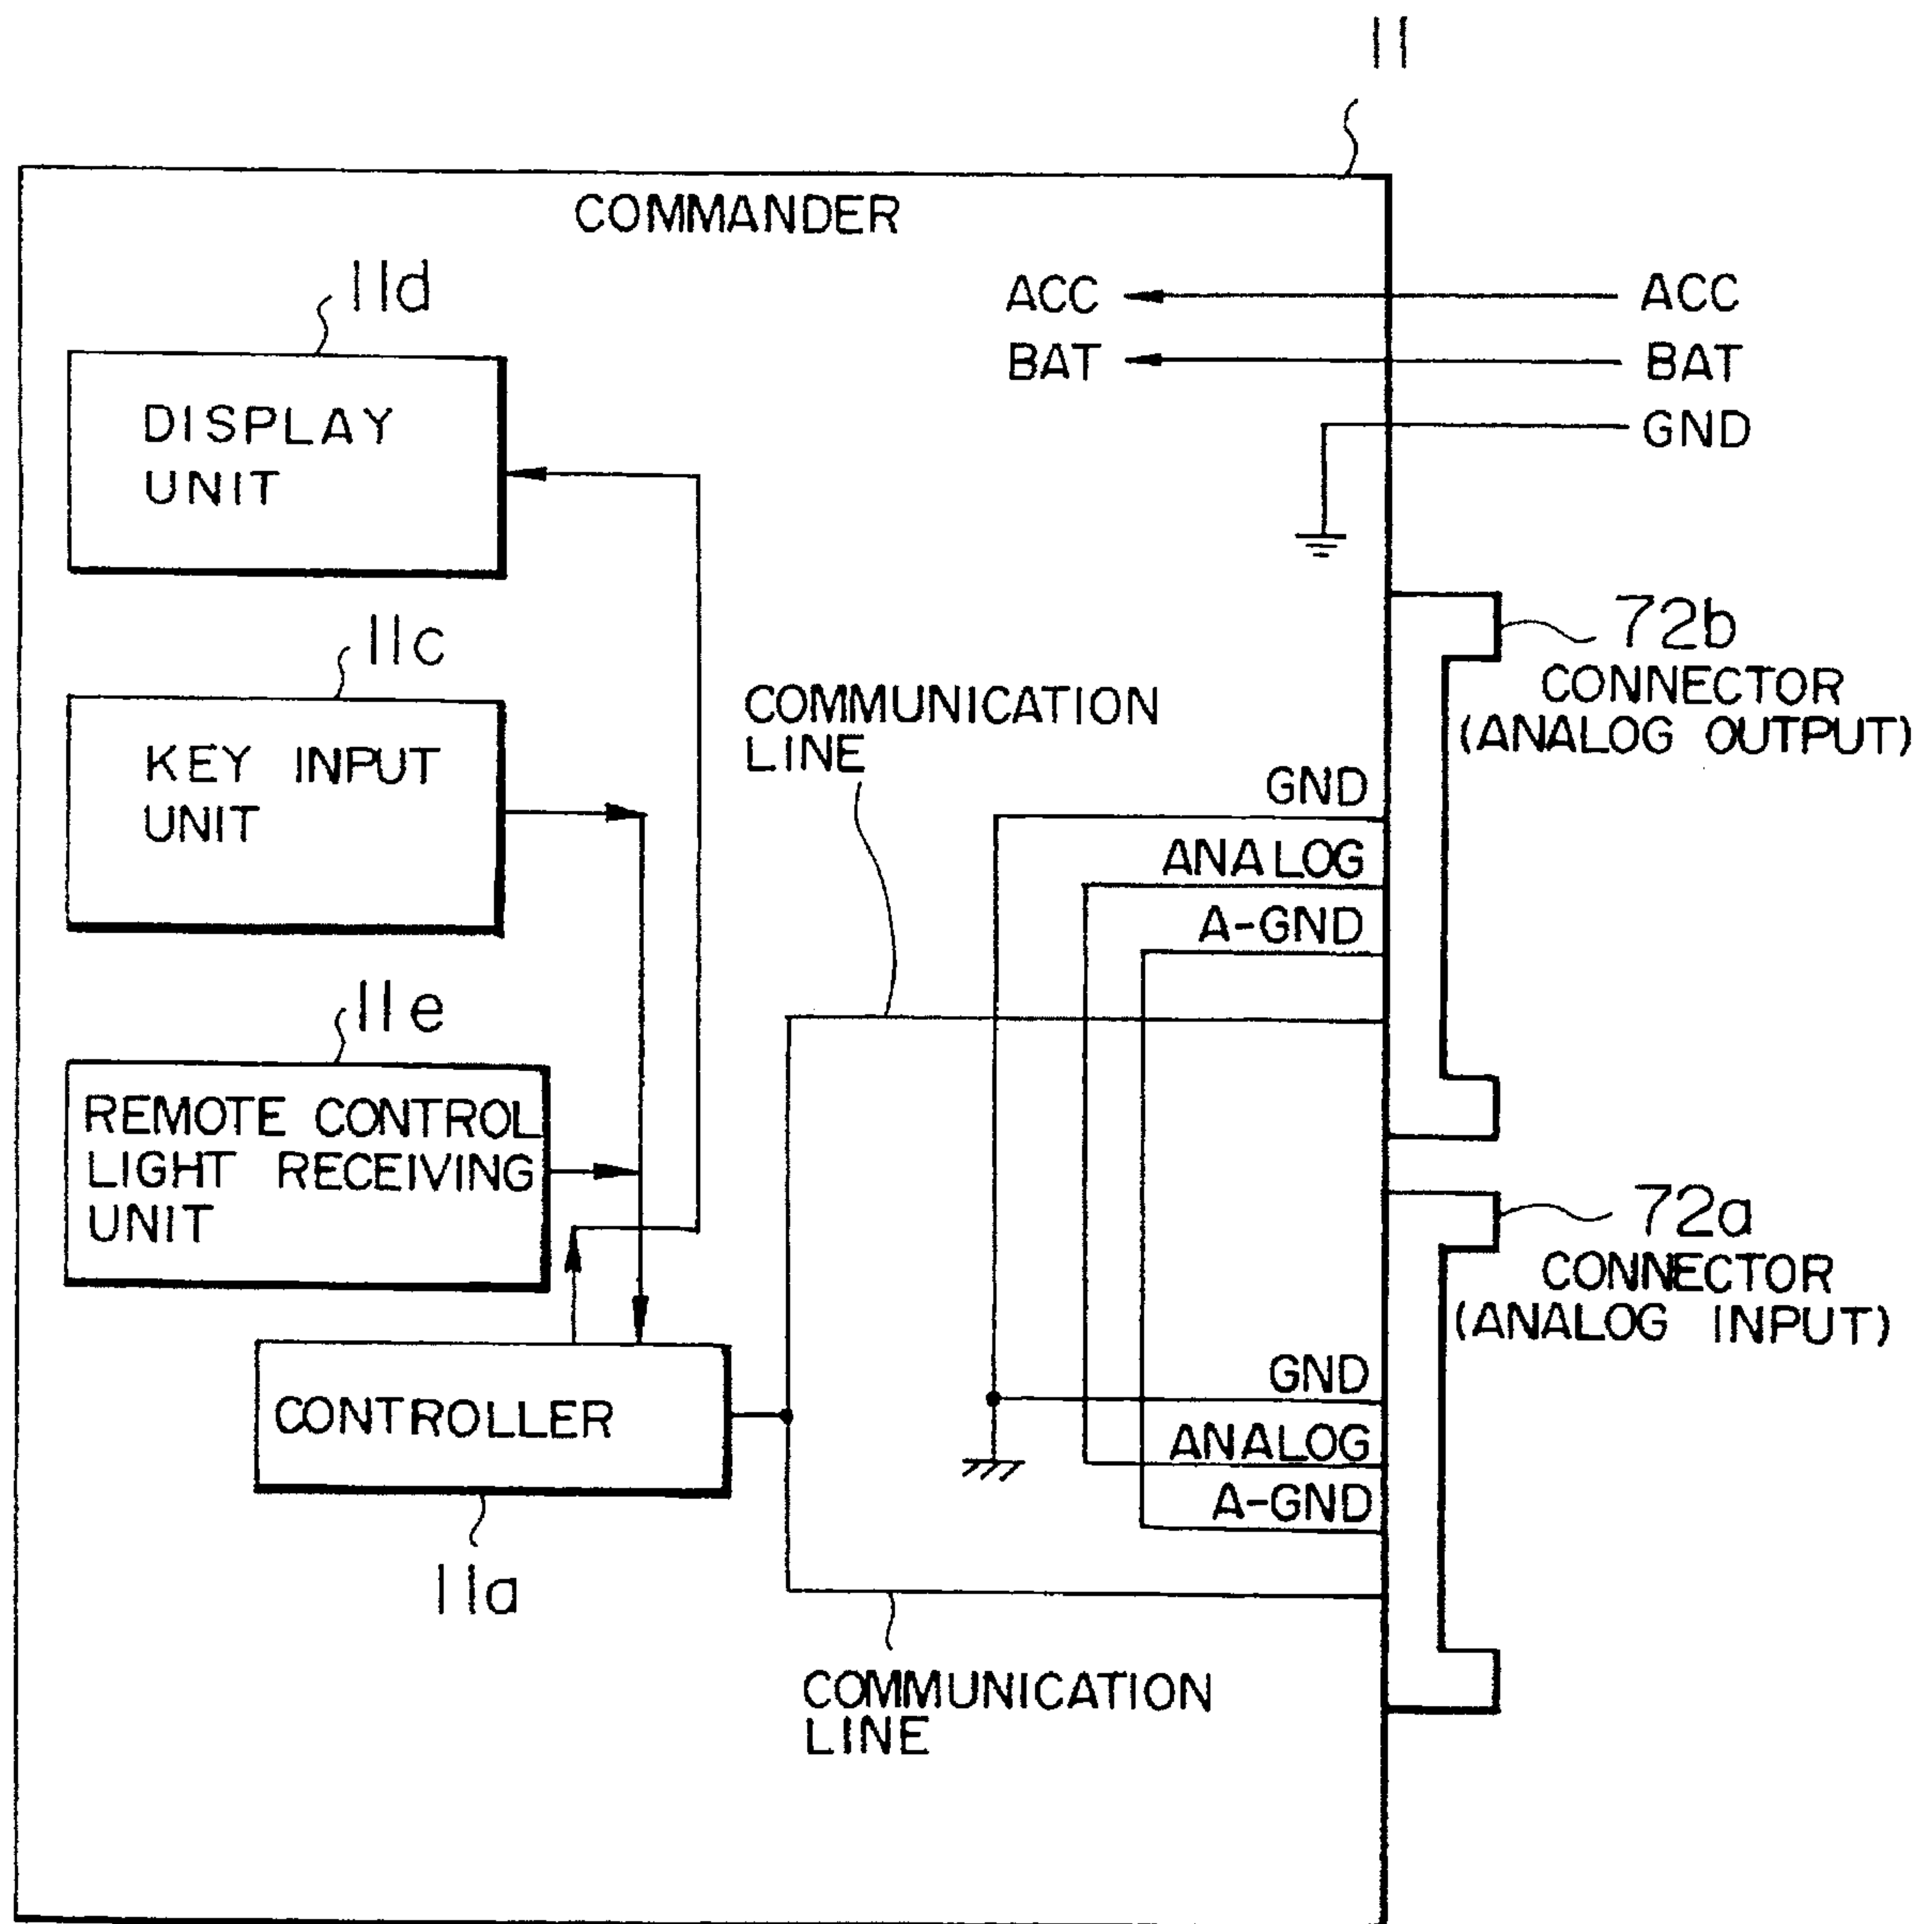 11
COMMANDER
11d
ACC
ACC
BAT
BAT
GND
DISPLAY
UNIT
72b
CONNECTOR
(ANALOG OUTPUT)
11c
COMMUNICATION
LINE
KEY INPUT
UNIT
GND
ANALOG
A-GND
11e
REMOTE CONTROL
LIGHT RECEIVING
UNIT
72a
CONNECTOR
(ANALOG INPUT)
GND
CONTROLLER
ANALOG
A-GND
11a
COMMUNICATION
LINE